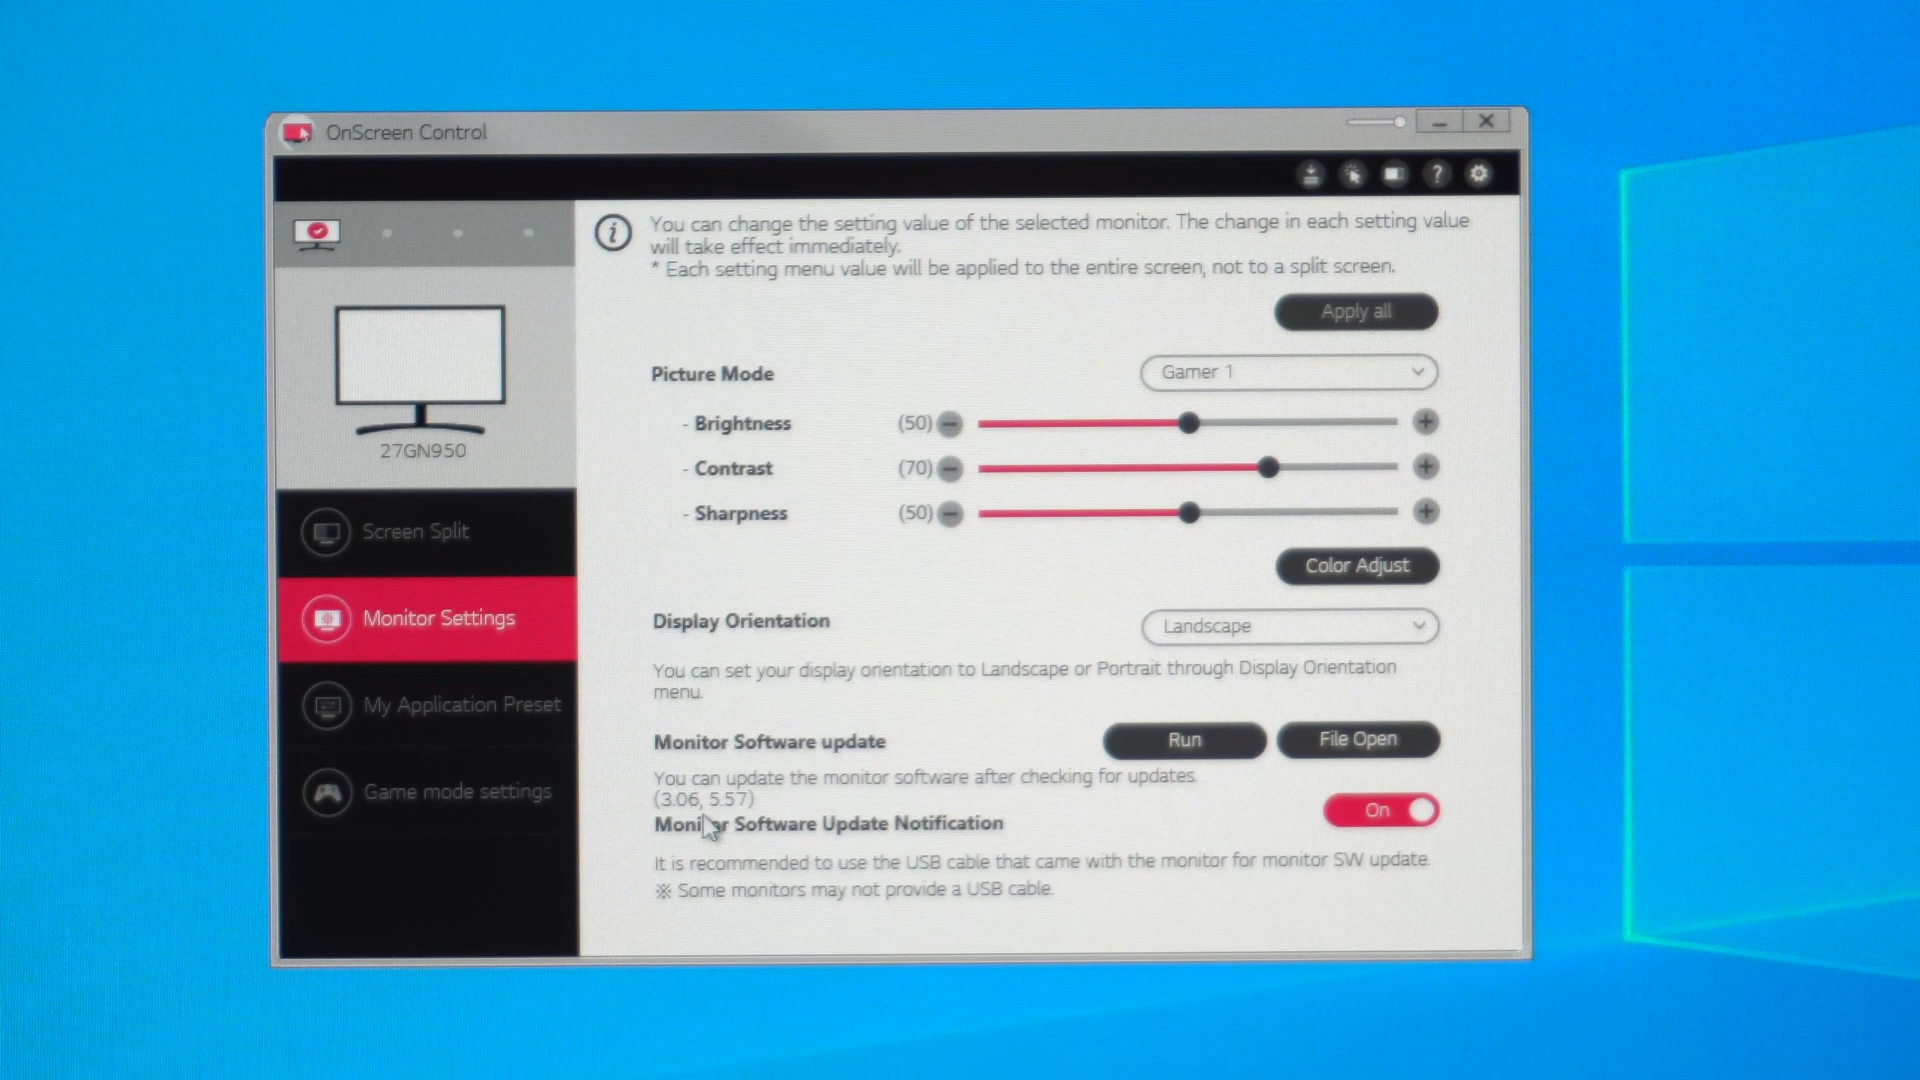 OnScreen Control
You can change the setting value of the selected monitor. The change in each setting value
will take effect immediately.
* Each setting menu value will be applied to the entire screen, not to a split screen.
Apply all
Picture Mode
Gamer 1
- Brightness (50)
- Contrast (70)
- Sharpness (50)
Color Adjust
Display Orientation
Landscape
You can set your display orientation to Landscape or Portrait through Display Orientation
menu.
Monitor Software update
Run
File Open
You can update the monitor software after checking for updates.
(3.06, 5.57)
Monitor Software Update Notification
On
It is recommended to use the USB cable that came with the monitor for monitor SW update.
※ Some monitors may not provide a USB cable.
27GN950
Screen Split
Monitor Settings
My Application Preset
Game mode settings